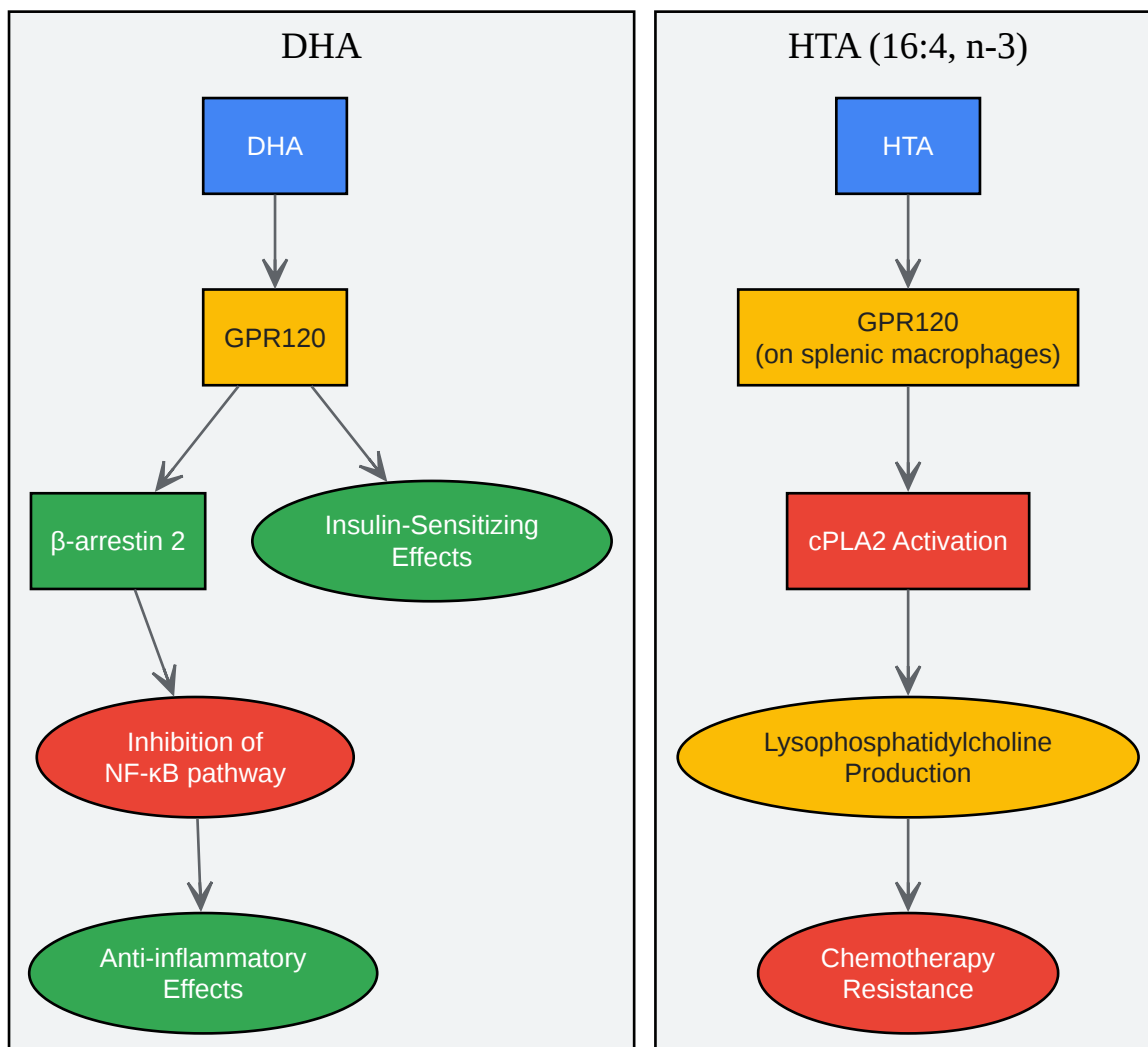 DHA
DHA
GPR120
β-arrestin 2
Insulin-Sensitizing
Effects
Inhibition of
NF-κB pathway
Anti-inflammatory
Effects
HTA (16:4, n-3)
HTA
GPR120
(on splenic macrophages)
cPLA2 Activation
Lysophosphatidylcholine
Production
Chemotherapy
Resistance